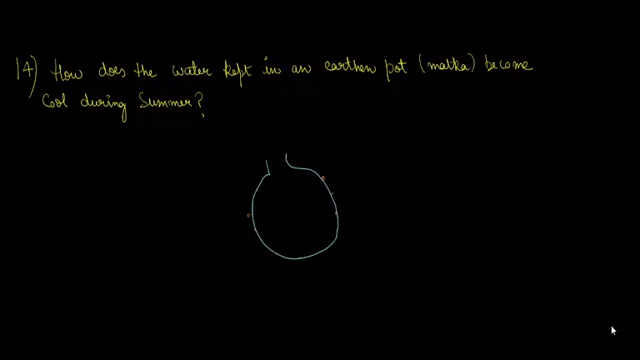 14) How does the water kept in an earthen pot (matka) become
Cool during Summer?